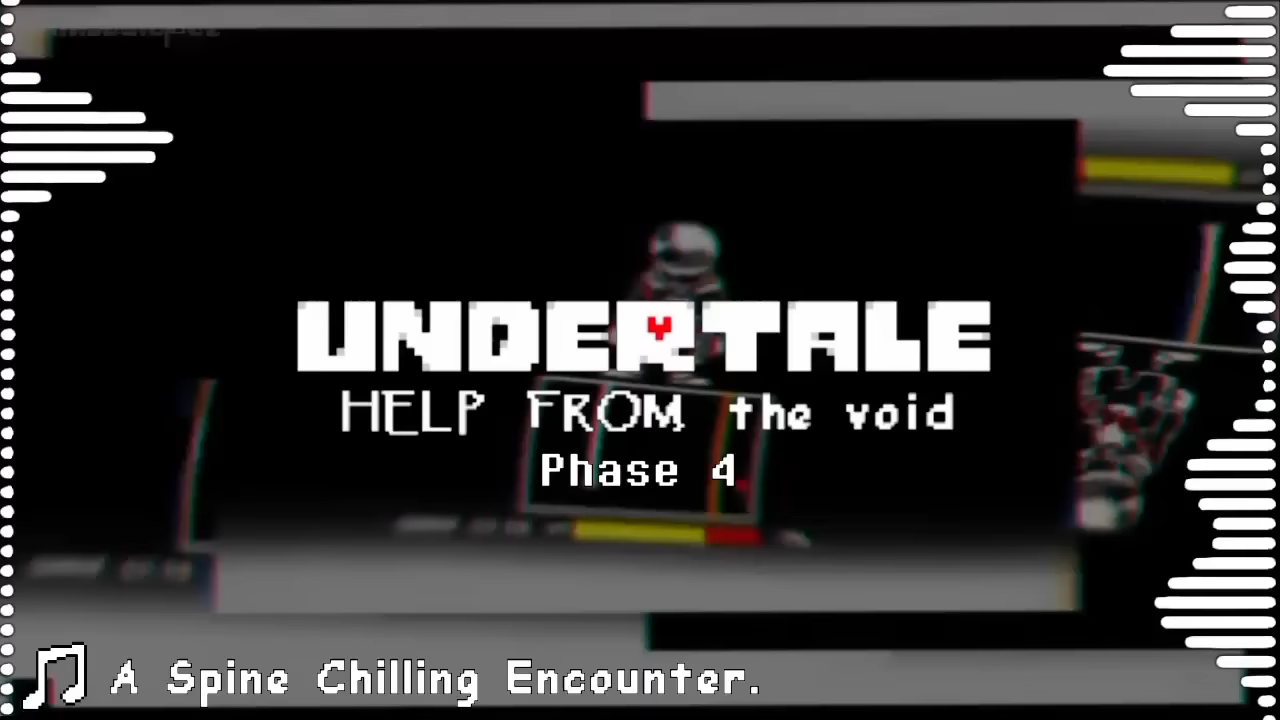 UNDERTALE
HELP FROM the void
Phase 4
A Spine Chilling Encounter.